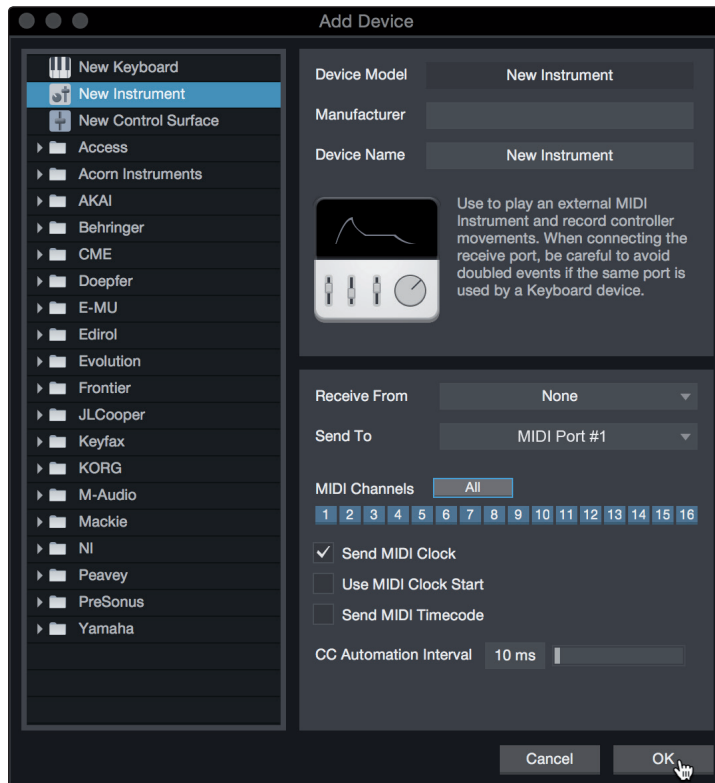 Add Device
New Keyboard
New Instrument
New Control Surface
Access
Acorn Instruments
AKAI
Behringer
CME
Doepfer
E-MU
Edirol
Evolution
Frontier
JLCooper
Keyfax
KORG
M-Audio
Mackie
NI
Peavey
PreSonus
Yamaha
Device Model New Instrument
Manufacturer
Device Name New Instrument
Use to play an external MIDI
Instrument and record controller
movements. When connecting the
receive port, be careful to avoid
doubled events if the same port is
used by a Keyboard device.
Receive From None
Send To MIDI Port #1
MIDI Channels All
1 2 3 4 5 6 7 8 9 10 11 12 13 14 15 16
Send MIDI Clock
Use MIDI Clock Start
Send MIDI Timecode
CC Automation Interval 10 ms
Cancel OK